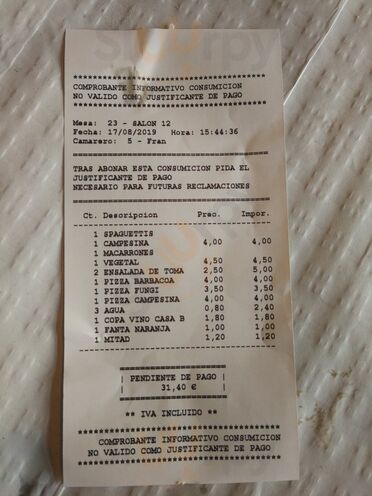 ************************************
COMPROBANTE INFORMATIVO CONSUMICION
NO VALIDO COMO JUSTIFICANTE DE PAGO
************************************
Mesa: 23 - SALON 12
Fecha: 17/08/2019 Hora: 15:44:36
Camarero: 5 - Fran
====================================
TRAS ABONAR ESTA CONSUMICION PIDA EL
JUSTIFICANTE DE PAGO
NECESARIO PARA FUTURAS RECLAMACIONES
====================================
Ct. Descripcion Prec. Impor.
------------------------------------
1 SPAGUETTIS
1 CAMPESINA 4,00 4,00
1 MACARRONES
1 VEGETAL 4,50 4,50
2 ENSALADA DE TOMA 2,50 5,00
1 PIZZA BARBACOA 4,00 4,00
1 PIZZA FUNGI 3,50 3,50
1 PIZZA CAMPESINA 4,00 4,00
3 AGUA 0,80 2,40
1 COPA VINO CASA B 1,80 1,80
1 FANTA NARANJA 1,00 1,00
1 MITAD 1,20 1,20
------------------------------------
====================
| PENDIENTE DE PAGO |
| 31,40 € |
====================
** IVA INCLUIDO **
************************************
COMPROBANTE INFORMATIVO CONSUMICION
NO VALIDO COMO JUSTIFICANTE DE PAGO
************************************